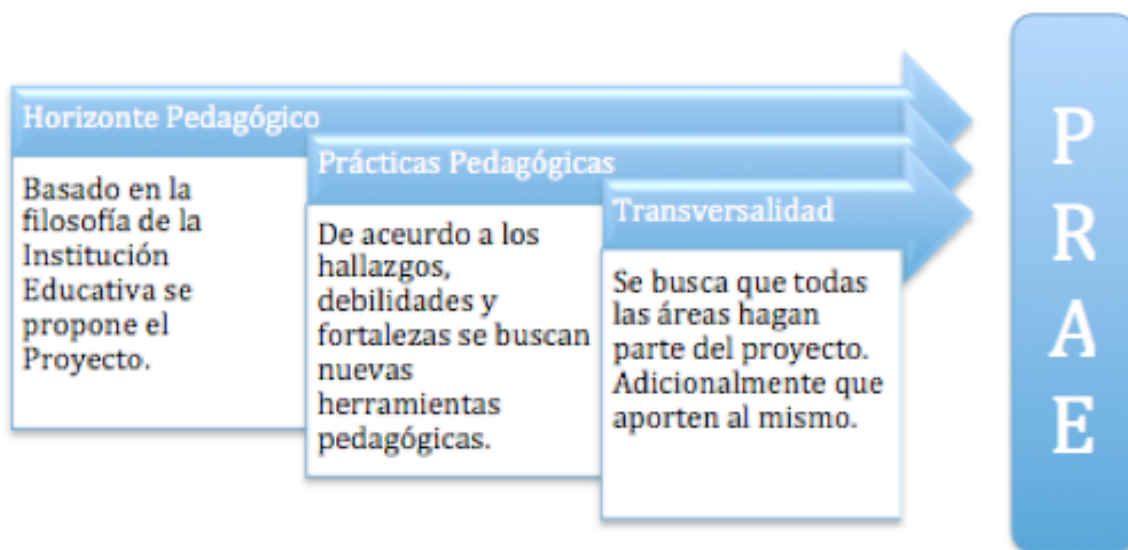 Horizonte Pedagógico
Basado en la
filosofía de la
Institución
Educativa se
propone el
Proyecto.
Prácticas Pedagógicas
De aceurdo a los
hallazgos,
debilidades y
fortalezas se buscan
nuevas
herramientas
pedagógicas.
Transversalidad
Se busca que todas
las áreas hagan
parte del proyecto.
Adicionalmente que
aporten al mismo.
P
R
A
E